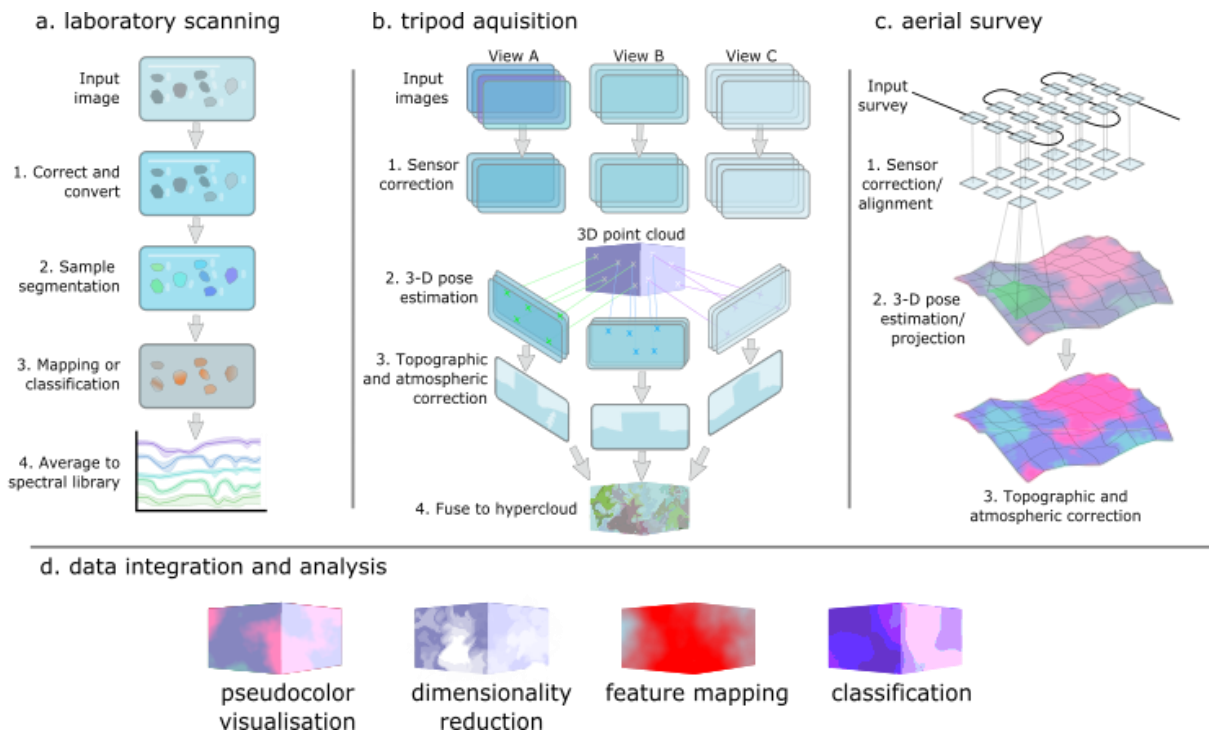 a. laboratory scanning
Input
image
1. Correct and
convert
2. Sample
segmentation
3. Mapping or
classification
4. Average to
spectral library
b. tripod aquisition
View A
View B
View C
Input
images
1. Sensor
correction
3D point cloud
2. 3-D pose
estimation
3. Topographic
and atmospheric
correction
4. Fuse to hypercloud
c. aerial survey
Input
survey
1. Sensor
correction/
alignment
2. 3-D pose
estimation/
projection
3. Topographic and
atmospheric correction
d. data integration and analysis
pseudocolor
visualisation
dimensionality
reduction
feature mapping
classification